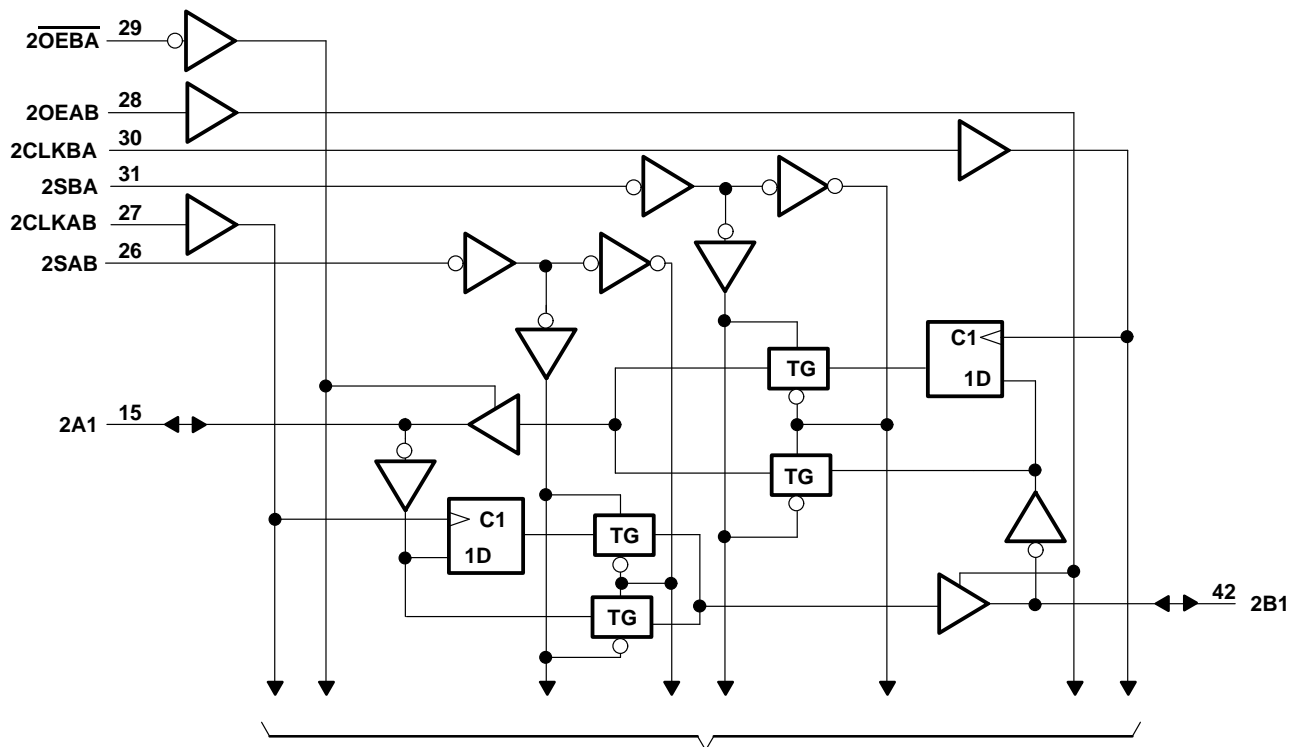 2O̅E̅B̅A̅ 29
2OEAB 28
2CLKBA 30
2SBA 31
2CLKAB 27
2SAB 26
C1
TG
1D
2A1 15
TG
C1
TG
1D
TG
42 2B1